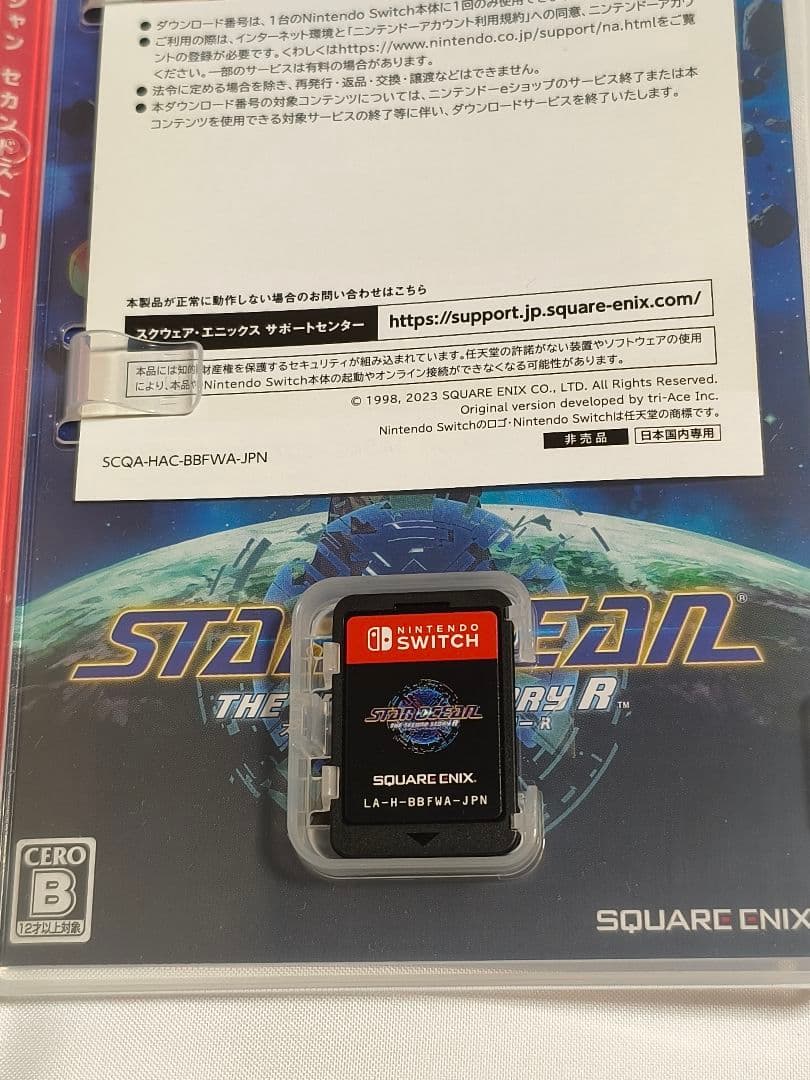 シャン セカンドストーリー
● ダウンロード番号は、1台のNintendo Switch本体に1回のみ使用でき
● ご利用の際は、インターネット環境と「ニンテンドーアカウント利用規約」への同意、ニンテンドーアカウ
ントの登録が必要です。くわしくはhttps://www.nintendo.co.jp/support/na.htmlをご覧
ください。一部のサービスは有料の場合があります。
● 法令に定める場合を除き、再発行・返品・交換・譲渡などはできません。
● 本ダウンロード番号の対象コンテンツについては、ニンテンドーeショップのサービス終了または本
コンテンツを使用できる対象サービスの終了等に伴い、ダウンロードサービスを終了いたします。
本製品が正常に動作しない場合のお問い合わせはこちら
スクウェア・エニックス サポートセンター
https://support.jp.square-enix.com/
本品には知的財産権を保護するセキュリティが組み込まれています。任天堂の許諾がない装置やソフトウェアの使用
により、本品や Nintendo Switch本体の起動やオンライン接続ができなくなる可能性があります。
© 1998, 2023 SQUARE ENIX CO., LTD. All Rights Reserved.
Original version developed by tri-Ace Inc.
Nintendo Switchのロゴ・Nintendo Switchは任天堂の商標です。
非売品
日本国内専用
SCQA-HAC-BBFWA-JPN
STAR OCEAN®
THE RY R™
ー R
NINTENDO
SWITCH
STAR OCEAN
THE SECOND STORY R
SQUARE ENIX.
LA-H-BBFWA-JPN
CERO
B
12才以上対象
SQUARE ENIX